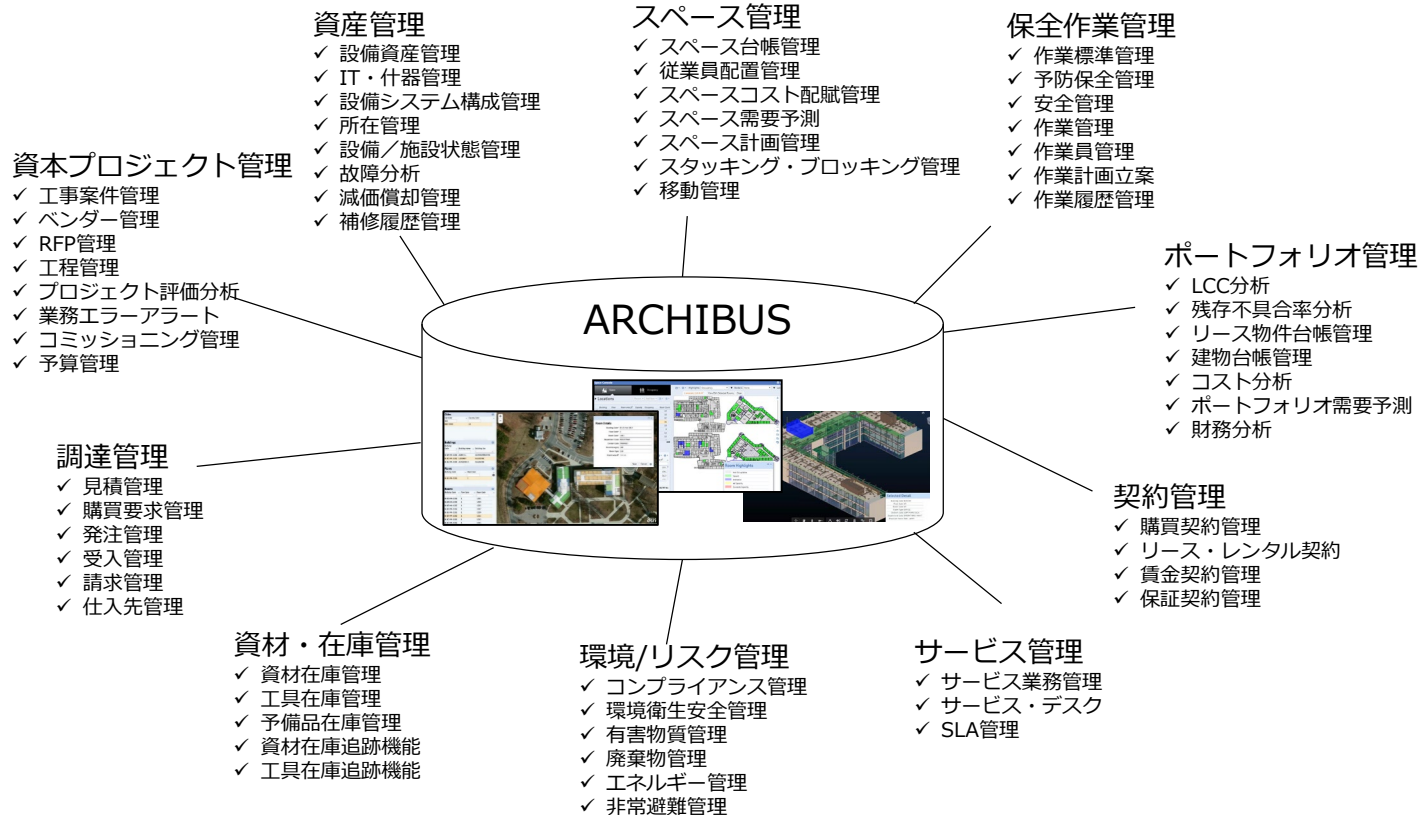 資産管理
✓ 設備資産管理
✓ IT・什器管理
✓ 設備システム構成管理
✓ 所在管理
✓ 設備／施設状態管理
✓ 故障分析
✓ 減価償却管理
✓ 補修履歴管理
スペース管理
✓ スペース台帳管理
✓ 従業員配置管理
✓ スペースコスト配賦管理
✓ スペース需要予測
✓ スペース計画管理
✓ スタッキング・ブロッキング管理
✓ 移動管理
保全作業管理
✓ 作業標準管理
✓ 予防保全管理
✓ 安全管理
✓ 作業管理
✓ 作業員管理
✓ 作業計画立案
✓ 作業履歴管理
資本プロジェクト管理
✓ 工事案件管理
✓ ベンダー管理
✓ RFP管理
✓ 工程管理
✓ プロジェクト評価分析
✓ 業務エラーアラート
✓ コミッショニング管理
✓ 予算管理
ARCHIBUS
ポートフォリオ管理
✓ LCC分析
✓ 残存不具合率分析
✓ リース物件台帳管理
✓ 建物台帳管理
✓ コスト分析
✓ ポートフォリオ需要予測
✓ 財務分析
調達管理
✓ 見積管理
✓ 購買要求管理
✓ 発注管理
✓ 受入管理
✓ 請求管理
✓ 仕入先管理
契約管理
✓ 購買契約管理
✓ リース・レンタル契約
✓ 賃金契約管理
✓ 保証契約管理
資材・在庫管理
✓ 資材在庫管理
✓ 工具在庫管理
✓ 予備品在庫管理
✓ 資材在庫追跡機能
✓ 工具在庫追跡機能
環境/リスク管理
✓ コンプライアンス管理
✓ 環境衛生安全管理
✓ 有害物質管理
✓ 廃棄物管理
✓ エネルギー管理
✓ 非常避難管理
サービス管理
✓ サービス業務管理
✓ サービス・デスク
✓ SLA管理